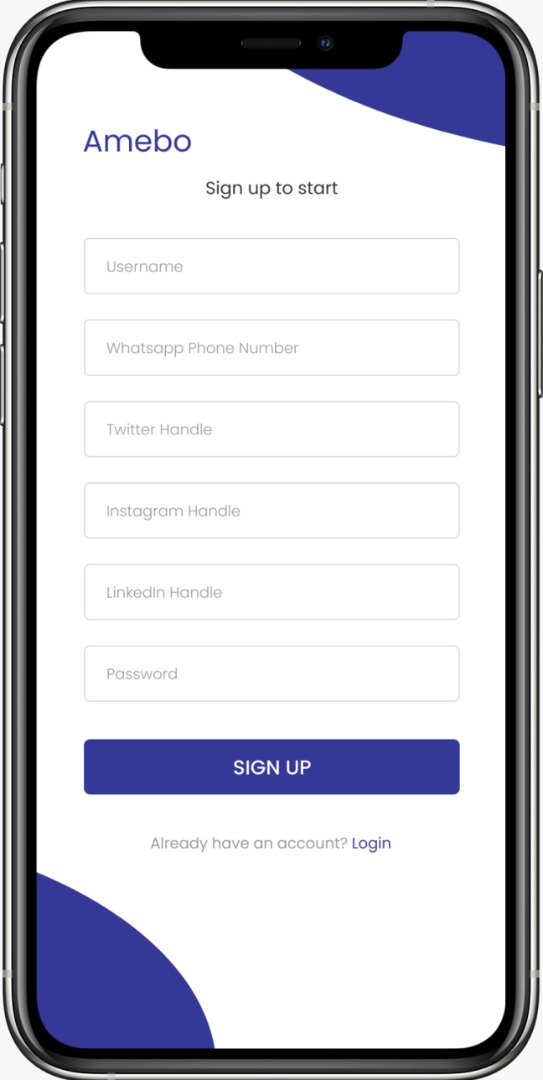 Amebo
Sign up to start
Username
Whatsapp Phone Number
Twitter Handle
Instagram Handle
LinkedIn Handle
Password
SIGN UP
Already have an account? Login